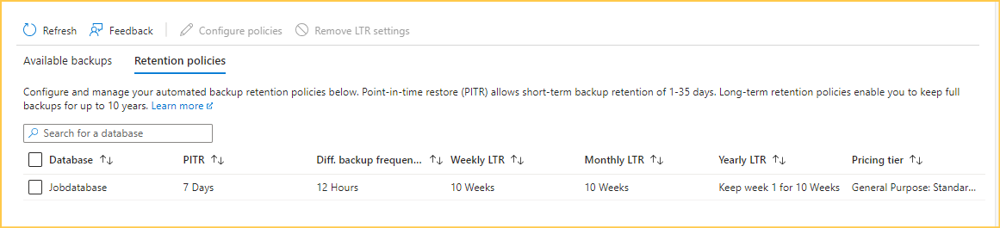 Refresh Feedback Configure policies Remove LTR settings
Available backups Retention policies
Configure and manage your automated backup retention policies below. Point-in-time restore (PITR) allows short-term backup retention of 1-35 days. Long-term retention policies enable you to keep full
backups for up to 10 years. Learn more
Search for a database
Database PITR Diff. backup frequen... Weekly LTR Monthly LTR Yearly LTR Pricing tier
Jobdatabase 7 Days 12 Hours 10 Weeks 10 Weeks Keep week 1 for 10 Weeks General Purpose: Standar...